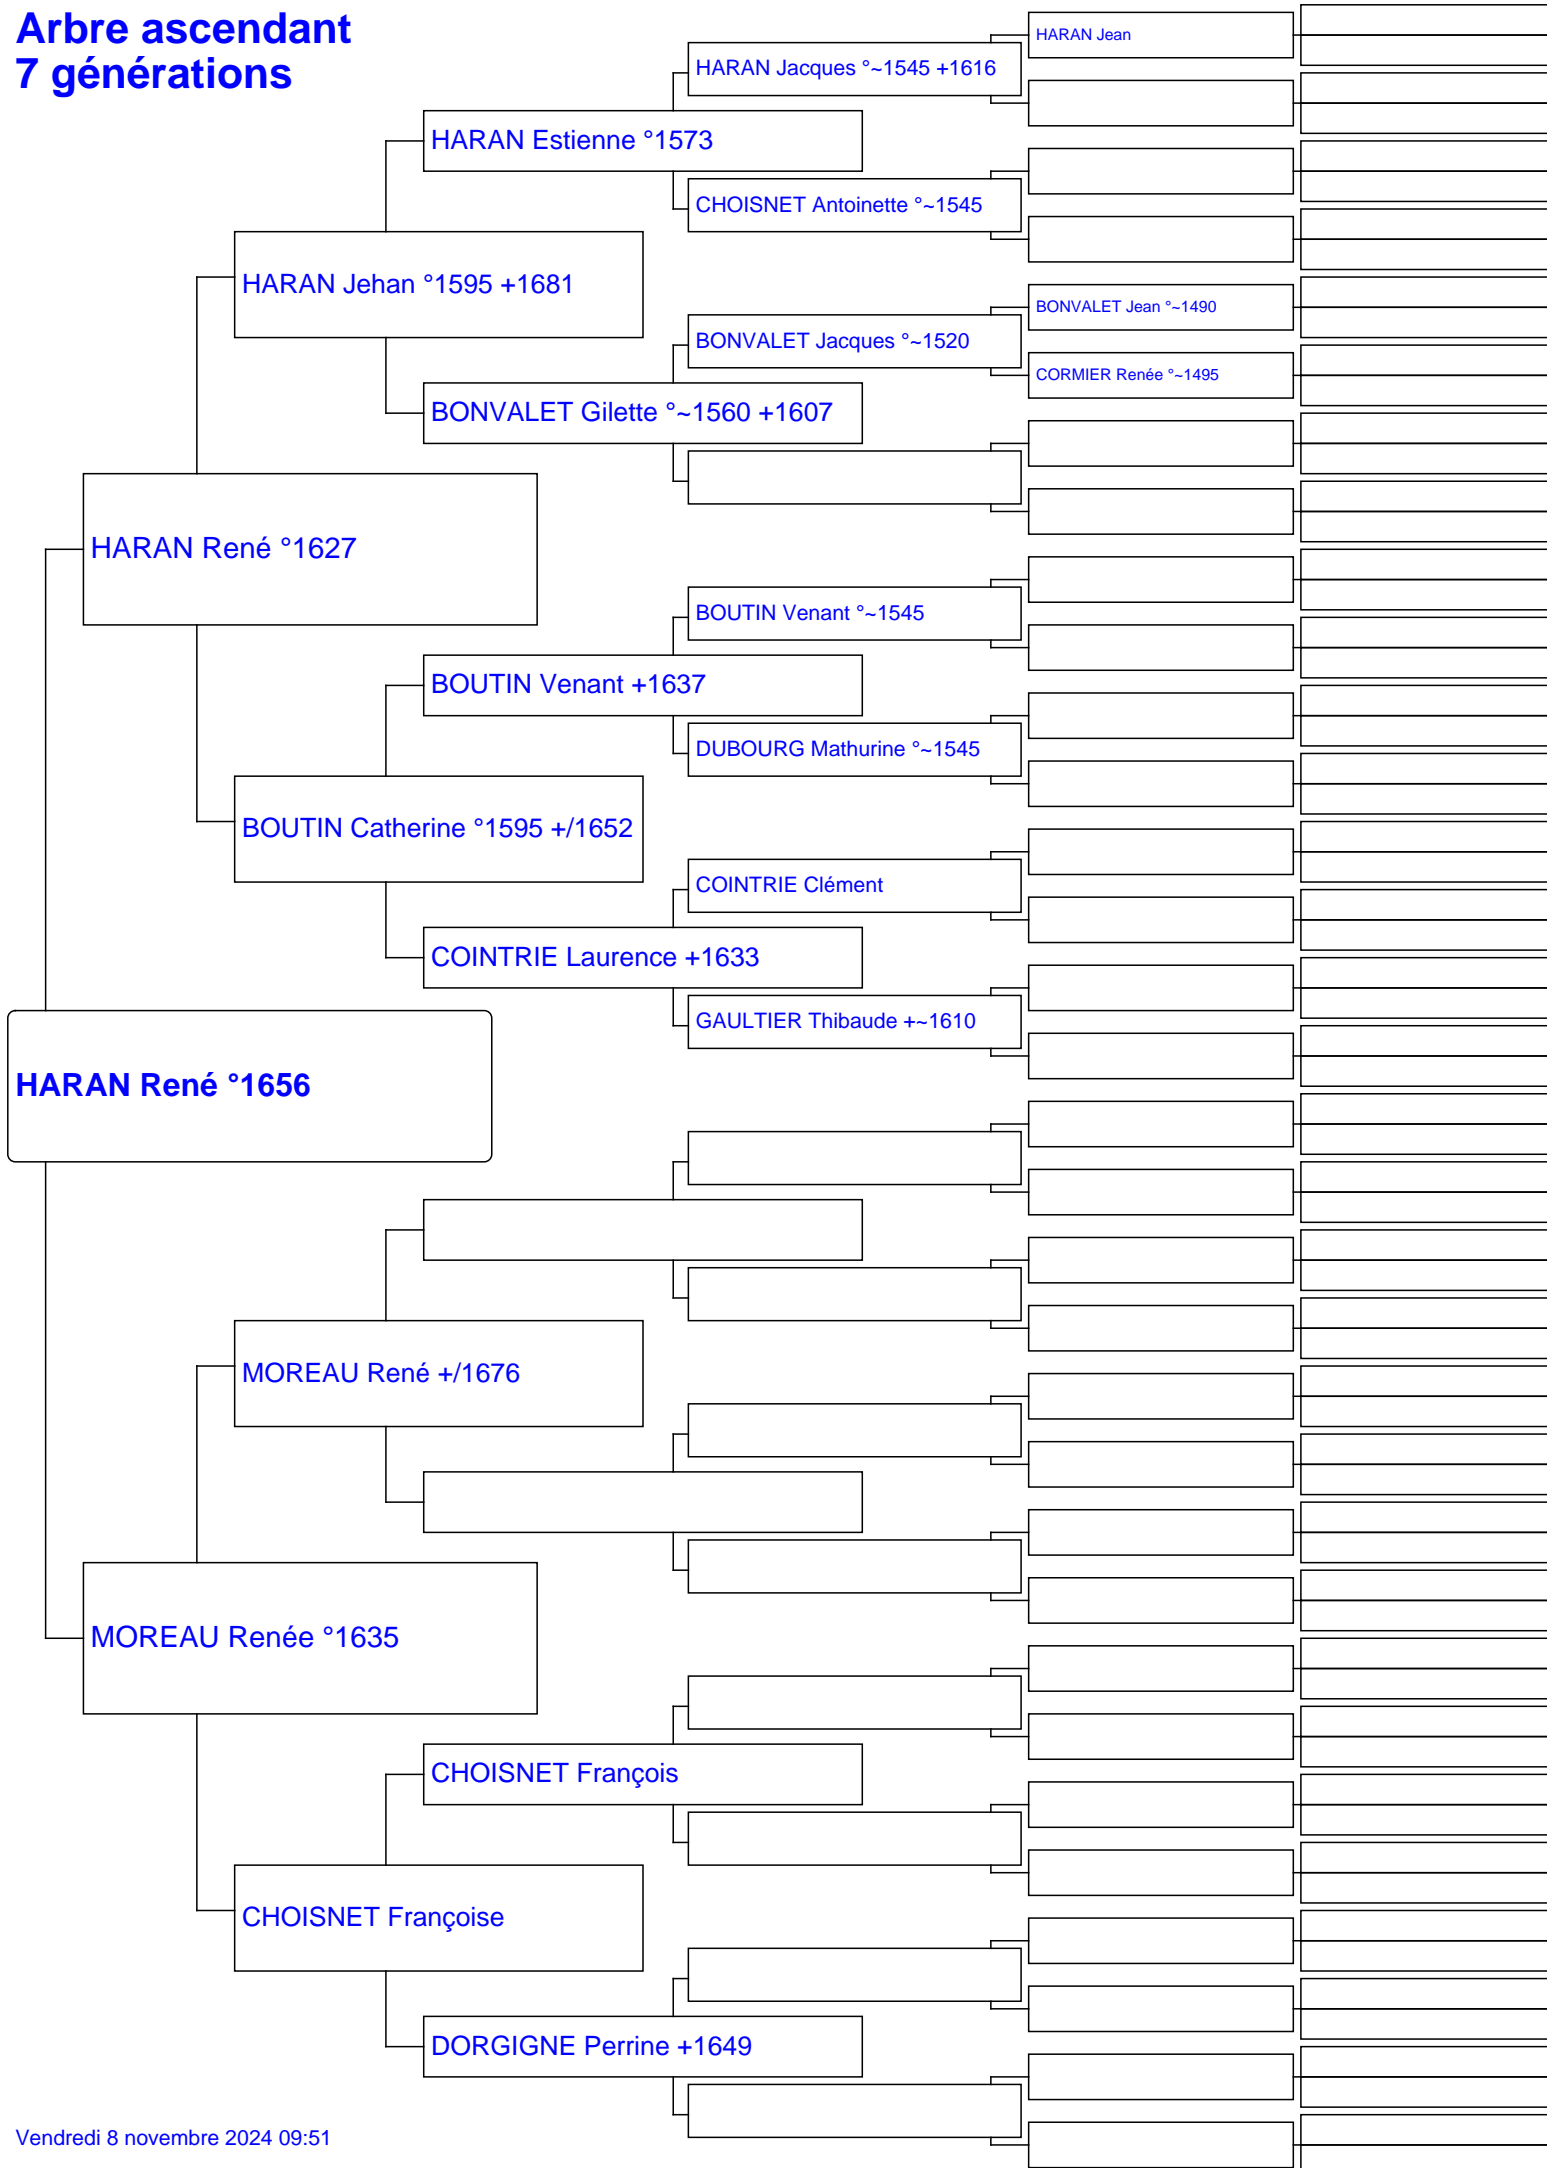 Arbre ascendant
7 générations
HARAN Jean
HARAN Jacques °~1545 +1616
HARAN Estienne °1573
CHOISNET Antoinette °~1545
HARAN Jehan °1595 +1681
BONVALET Jean °~1490
BONVALET Jacques °~1520
CORMIER Renée °~1495
BONVALET Gilette °~1560 +1607
HARAN René °1627
BOUTIN Venant °~1545
BOUTIN Venant +1637
DUBOURG Mathurine °~1545
BOUTIN Catherine °1595 +/1652
COINTRIE Clément
COINTRIE Laurence +1633
GAULTIER Thibaude +~1610
HARAN René °1656
MOREAU René +/1676
MOREAU Renée °1635
CHOISNET François
CHOISNET Françoise
DORGIGNE Perrine +1649
Vendredi 8 novembre 2024 09:51